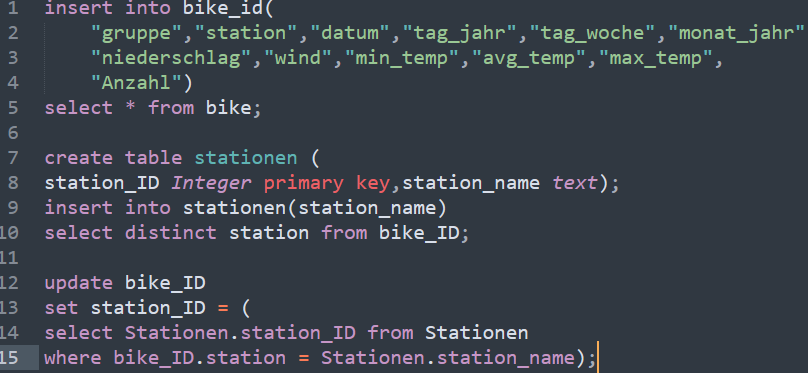 1 insert into bike_id(
2 "gruppe","station","datum","tag_jahr","tag_woche","monat_jahr"
3 "niederschlag","wind","min_temp","avg_temp","max_temp",
4 "Anzahl")
5 select * from bike;
6
7 create table stationen (
8 station_ID Integer primary key,station_name text);
9 insert into stationen(station_name)
10 select distinct station from bike_ID;
11
12 update bike_ID
13 set station_ID = (
14 select Stationen.station_ID from Stationen
15 where bike_ID.station = Stationen.station_name);